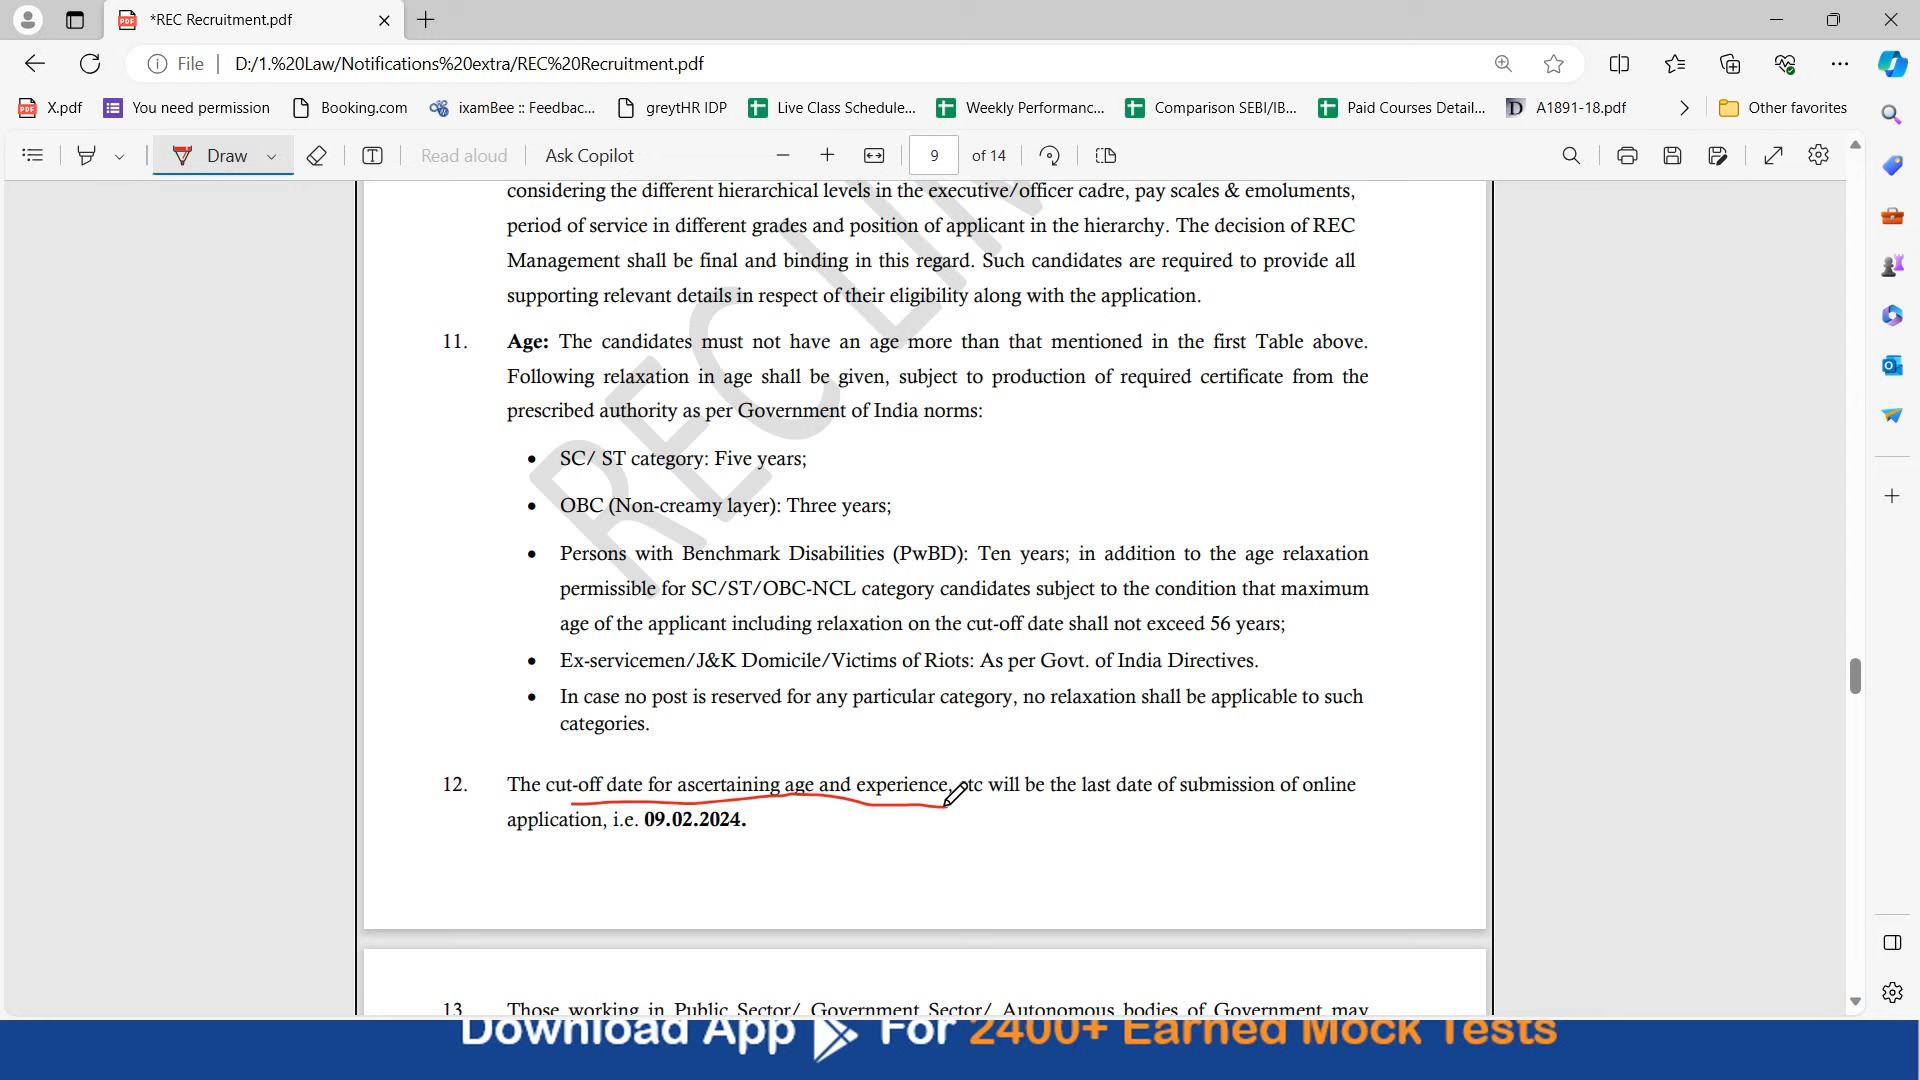 *REC Recruitment.pdf
File
D:/1.%20Law/Notifications%20extra/REC%20Recruitment.pdf
X.pdf
You need permission
Booking.com
ixamBee :: Feedbac...
greytHR IDP
Live Class Schedule...
Weekly Performanc...
Comparison SEBI/IB...
Paid Courses Detail...
A1891-18.pdf
Other favorites
Draw
Read aloud
Ask Copilot
9 of 14
considering the different hierarchical levels in the executive/officer cadre, pay scales & emoluments,
period of service in different grades and position of applicant in the hierarchy. The decision of REC
Management shall be final and binding in this regard. Such candidates are required to provide all
supporting relevant details in respect of their eligibility along with the application.
11. Age: The candidates must not have an age more than that mentioned in the first Table above.
Following relaxation in age shall be given, subject to production of required certificate from the
prescribed authority as per Government of India norms:
• SC/ ST category: Five years;
• OBC (Non-creamy layer): Three years;
• Persons with Benchmark Disabilities (PwBD): Ten years; in addition to the age relaxation
permissible for SC/ST/OBC-NCL category candidates subject to the condition that maximum
age of the applicant including relaxation on the cut-off date shall not exceed 56 years;
• Ex-servicemen/J&K Domicile/Victims of Riots: As per Govt. of India Directives.
• In case no post is reserved for any particular category, no relaxation shall be applicable to such
categories.
12. The cut-off date for ascertaining age and experience, etc will be the last date of submission of online
application, i.e. 09.02.2024.
13 Those working in Public Sector/ Government Sector/ Autonomous bodies of Government may
REC LIM
Download App For 2400+ Earned Mock Tests